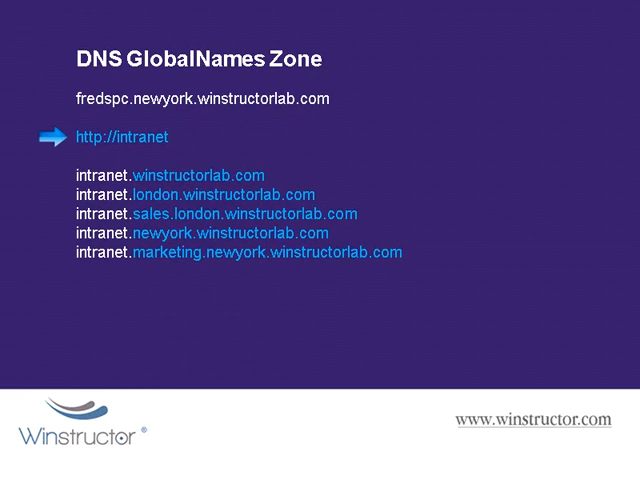 DNS GlobalNames Zone
fredspc.newyork.winstructorlab.com
http://intranet
intranet.winstructorlab.com
intranet.london.winstructorlab.com
intranet.sales.london.winstructorlab.com
intranet.newyork.winstructorlab.com
intranet.marketing.newyork.winstructorlab.com
Winstructor®
www.winstructor.com